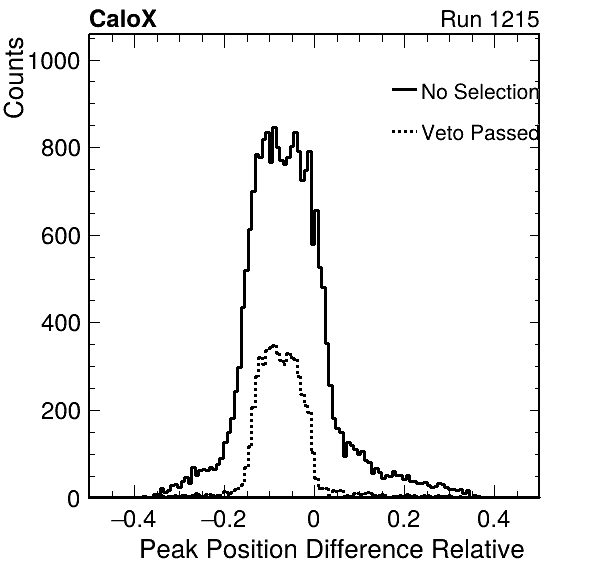 CaloX Run 1215
Counts
1000
800
600
400
200
0
No Selection
Veto Passed
−0.4 −0.2 0 0.2 0.4
Peak Position Difference Relative